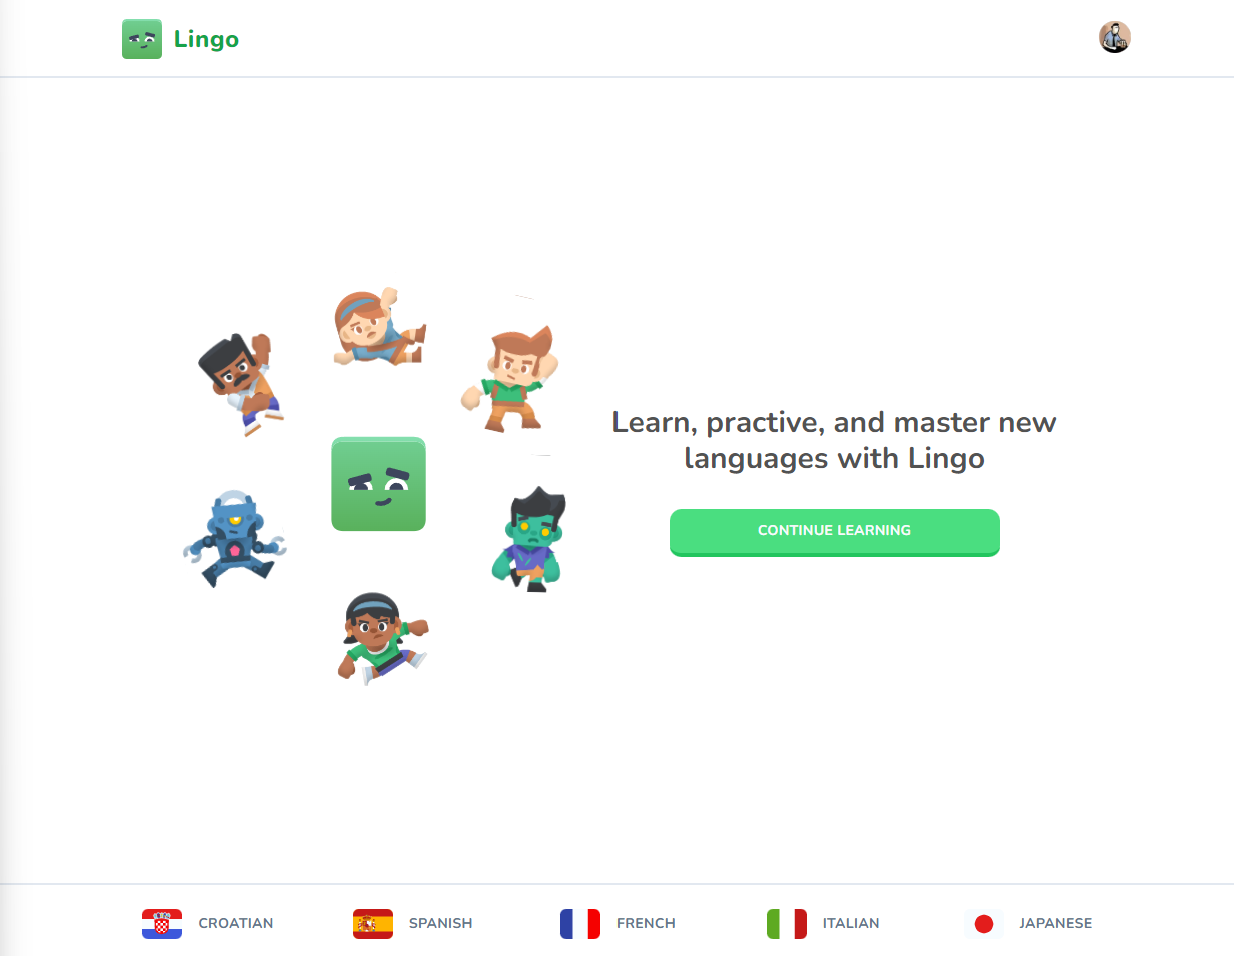 Lingo
Learn, practive, and master new
languages with Lingo
CONTINUE LEARNING
CROATIAN
SPANISH
FRENCH
ITALIAN
JAPANESE